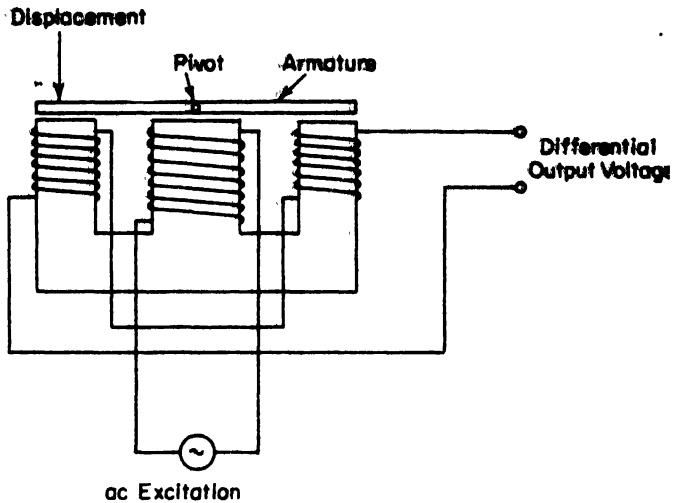 Displacement
Pivot
Armature
Differential
Output Voltage
~
ac Excitation